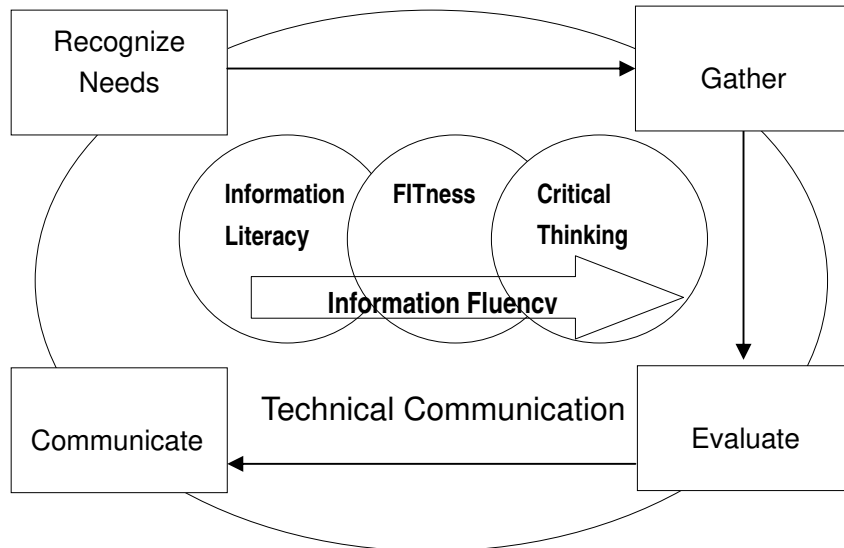 Recognize
Needs
Gather
Information
Literacy
FITness
Critical
Thinking
Information Fluency
Technical Communication
Communicate
Evaluate